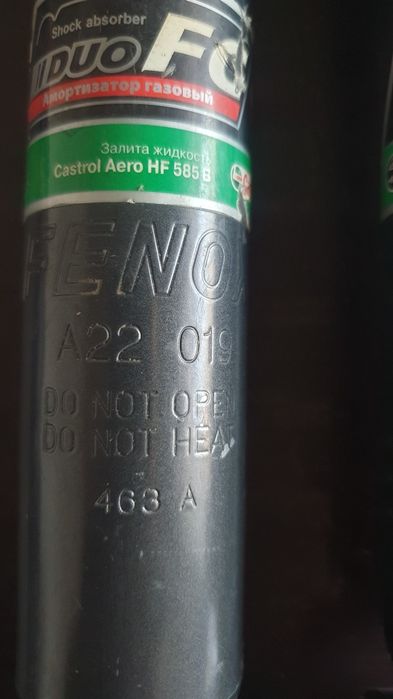 Shock absorber
DUO
Амортизатор газовый
Залита жидкость
Castrol Aero HF 585 B
FENOX
A22 019
DO NOT OPEN
DO NOT HEAT
463 A